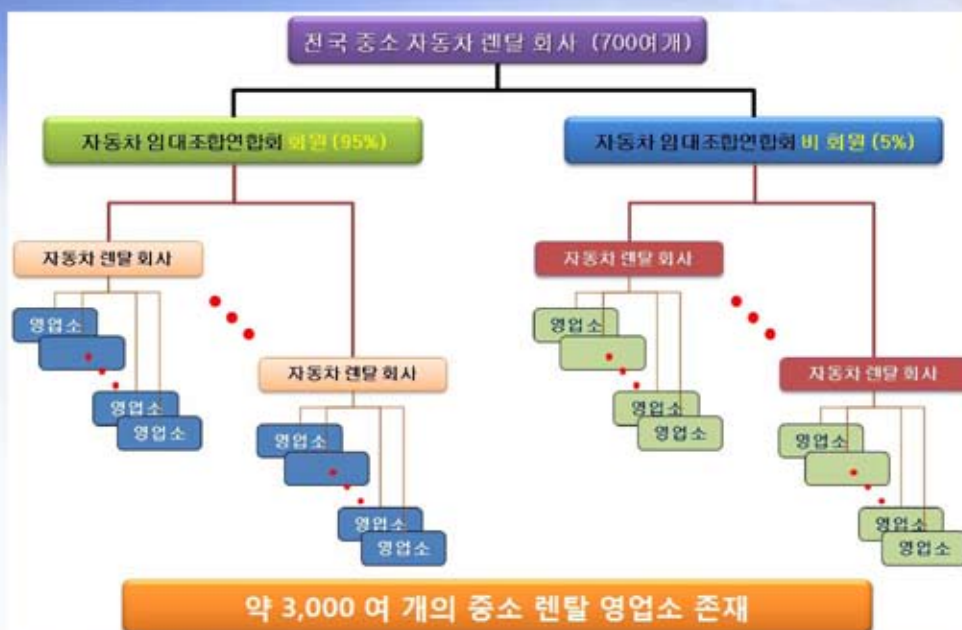 전국 중소 자동차 렌탈 회사 (700여개)
자동차 임대조합연합회 회원 (95%)
자동차 임대조합연합회 비 회원 (5%)
자동차 렌탈 회사
영업소
영업소
영업소
자동차 렌탈 회사
영업소
영업소
영업소
자동차 렌탈 회사
영업소
영업소
영업소
자동차 렌탈 회사
영업소
영업소
영업소
약 3,000 여 개의 중소 렌탈 영업소 존재